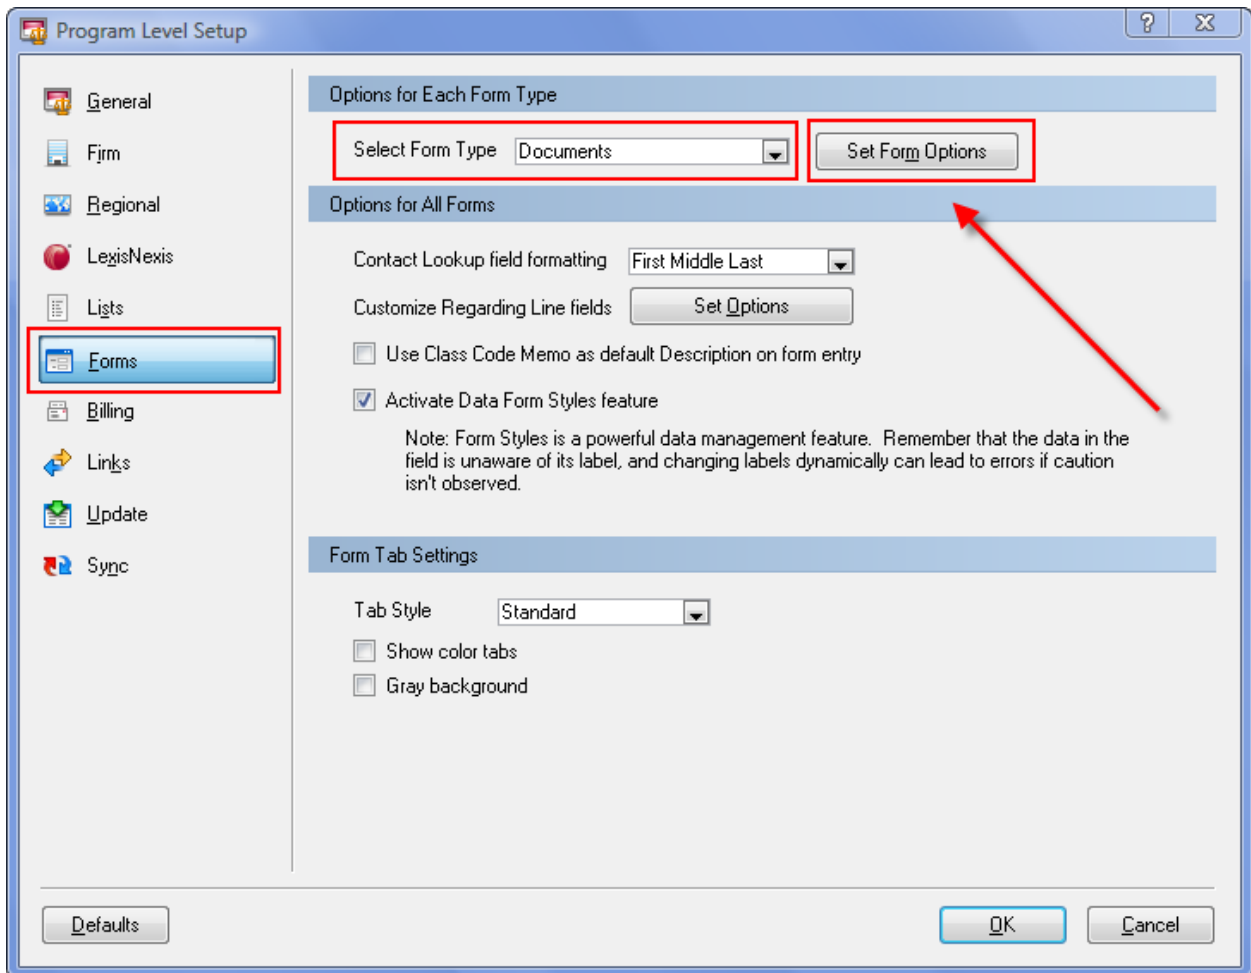 Program Level Setup
General
Firm
Regional
LexisNexis
Lists
Forms
Billing
Links
Update
Sync
Options for Each Form Type
Select Form Type Documents Set Form Options
Options for All Forms
Contact Lookup field formatting First Middle Last
Customize Regarding Line fields Set Options
Use Class Code Memo as default Description on form entry
Activate Data Form Styles feature
Note: Form Styles is a powerful data management feature. Remember that the data in the
field is unaware of its label, and changing labels dynamically can lead to errors if caution
isn't observed.
Form Tab Settings
Tab Style Standard
Show color tabs
Gray background
Defaults OK Cancel